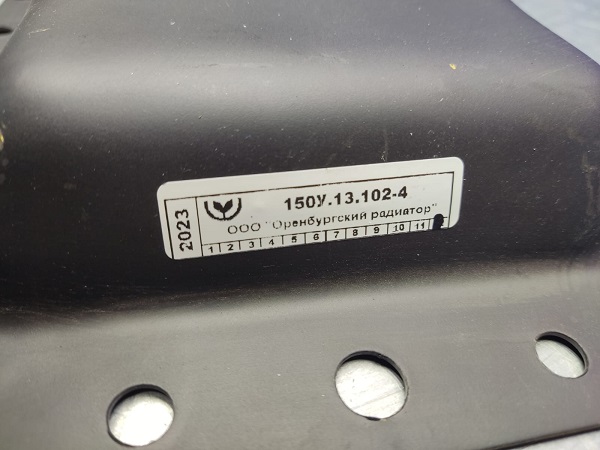 2023
150У.13.102-4
ООО "Оренбургский радиатор"
1 2 3 4 5 6 7 8 9 10 11